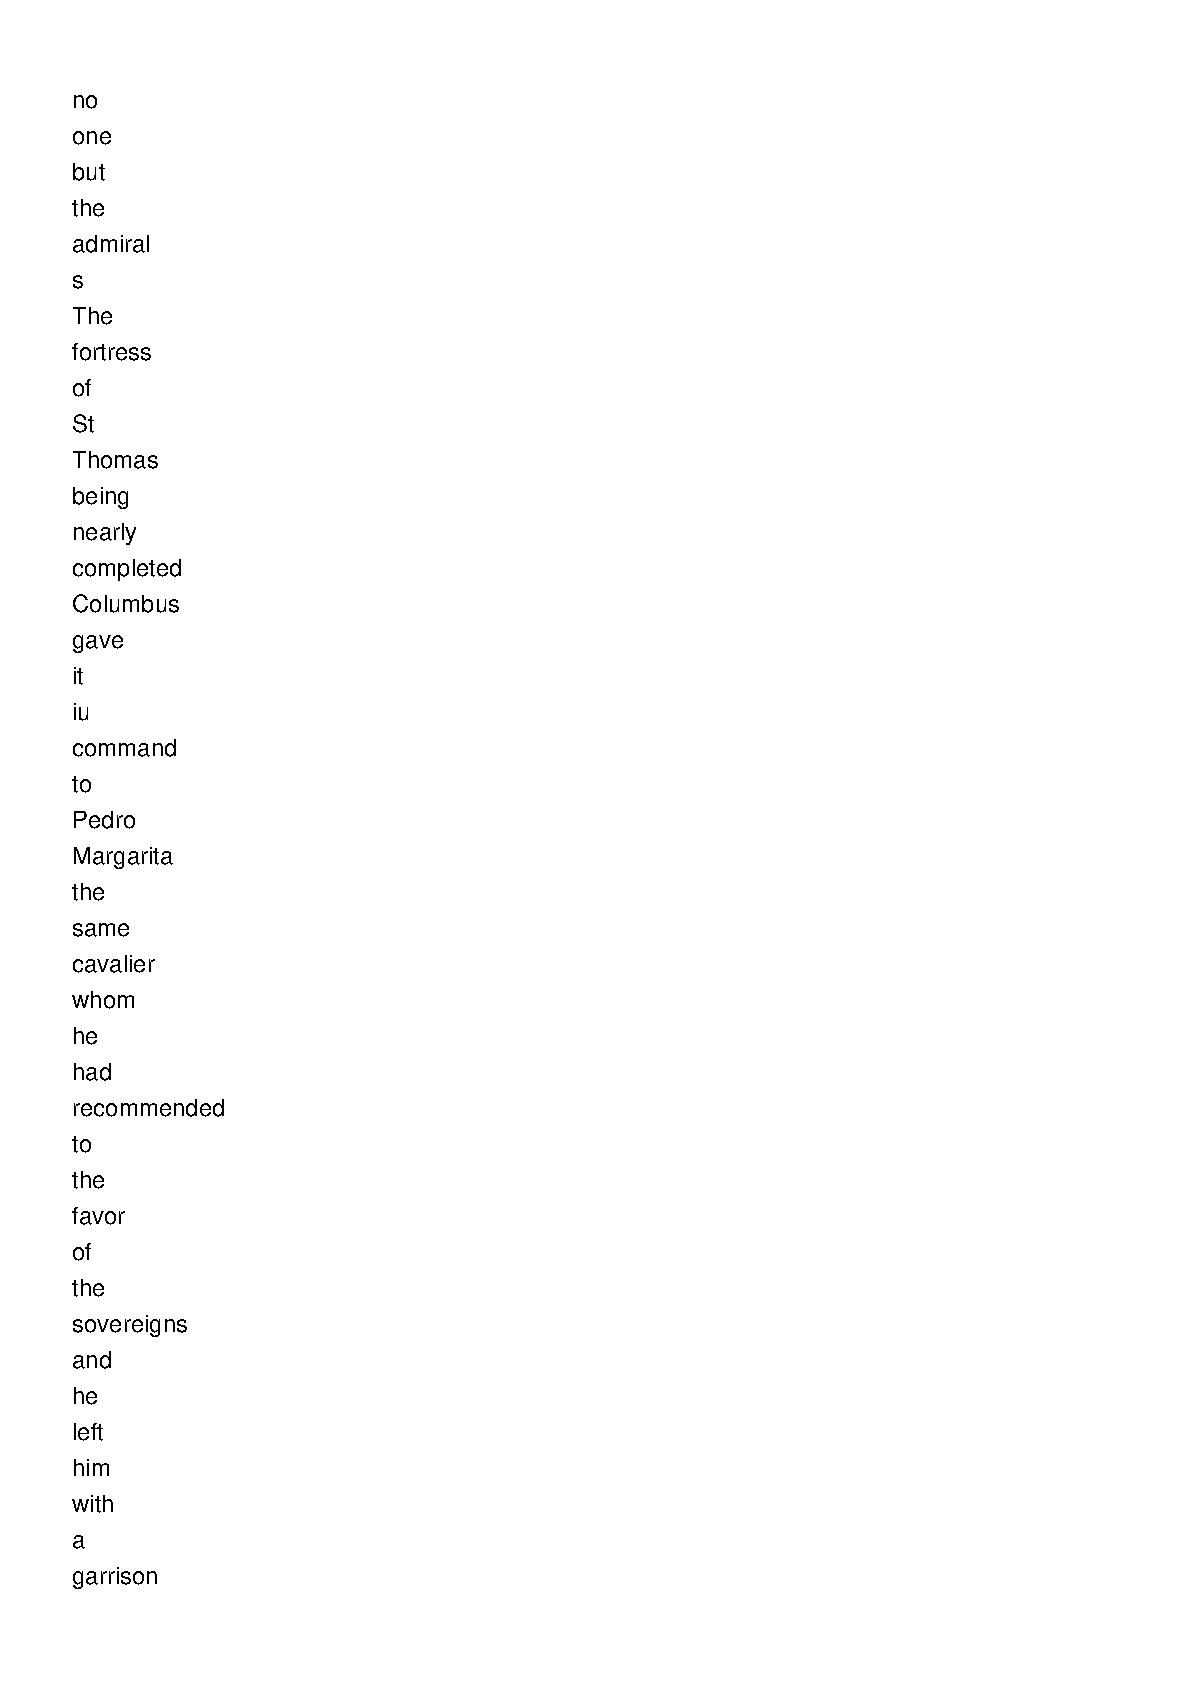 no
one
but
the
admiral
s
The
fortress
of
St
Thomas
being
nearly
completed
Columbus
gave
it
iu
command
to
Pedro
Margarita
the
same
cavalier
whom
he
had
recommended
to
the
favor
of
the
sovereigns
and
he
left
him
with
a
garrison